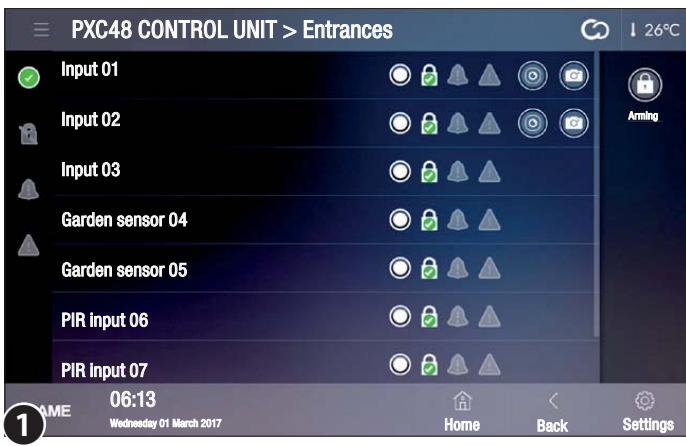 PXC48 CONTROL UNIT > Entrances
26°C
Input 01
Arming
Input 02
Input 03
Garden sensor 04
Garden sensor 05
PIR input 06
PIR input 07
06:13
Wednesday 01 March 2017
Home
Back
Settings
1